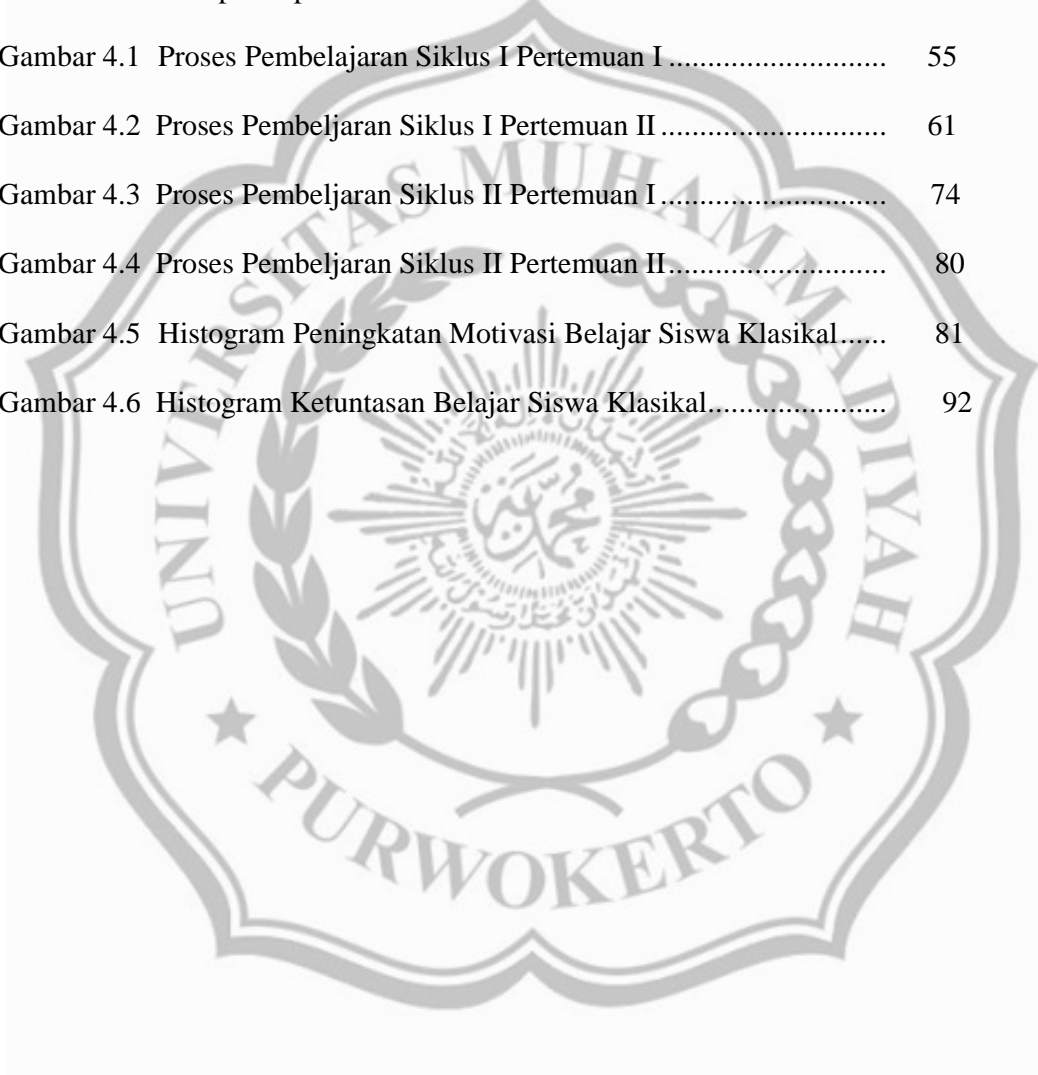 Gambar 4.1 Proses Pembelajaran Siklus I Pertemuan I ........................... 55
Gambar 4.2 Proses Pembeljaran Siklus I Pertemuan II ............................ 61
Gambar 4.3 Proses Pembeljaran Siklus II Pertemuan I ............................ 74
Gambar 4.4 Proses Pembeljaran Siklus II Pertemuan II ........................... 80
Gambar 4.5 Histogram Peningkatan Motivasi Belajar Siswa Klasikal ...... 81
Gambar 4.6 Histogram Ketuntasan Belajar Siswa Klasikal ...................... 92
UNIVERSITAS MUHAMMADIYAH
PURWOKERTO